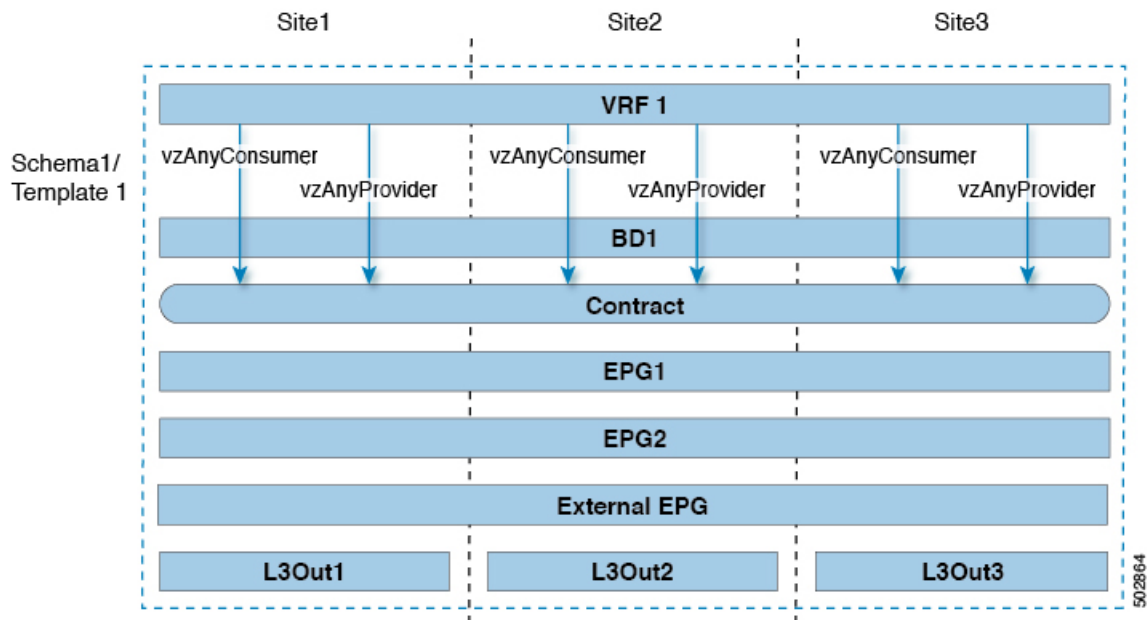 Site1
Site2
Site3
VRF 1
Schema1/
Template 1
vzAnyConsumer
vzAnyProvider
vzAnyConsumer
vzAnyProvider
vzAnyConsumer
vzAnyProvider
BD1
Contract
EPG1
EPG2
External EPG
L3Out1
L3Out2
L3Out3
502864